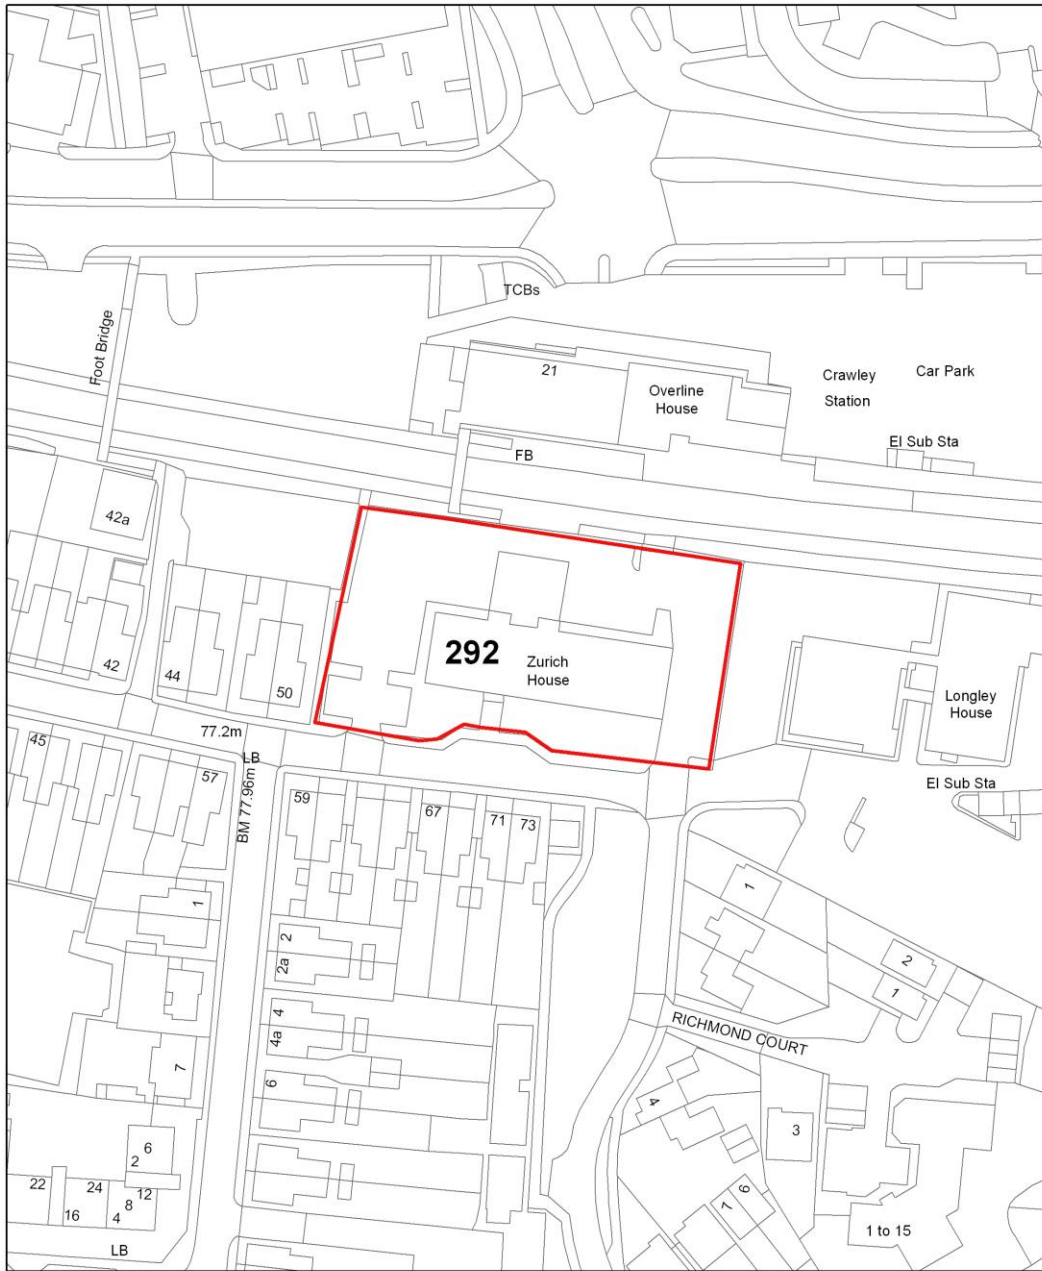 TCBs
Foot Bridge
21
Overline
House
Crawley
Station
Car Park
El Sub Sta
FB
42a
42
44
50
292
Zurich
House
Longley
House
El Sub Sta
77.2m
LB
BM 77.96m
45
57
59
67
71
73
1
1
2
2a
2
1
4
4a
RICHMOND COURT
7
6
4
3
6
2
6
7
22
24
12
8
16
4
1 to 15
LB